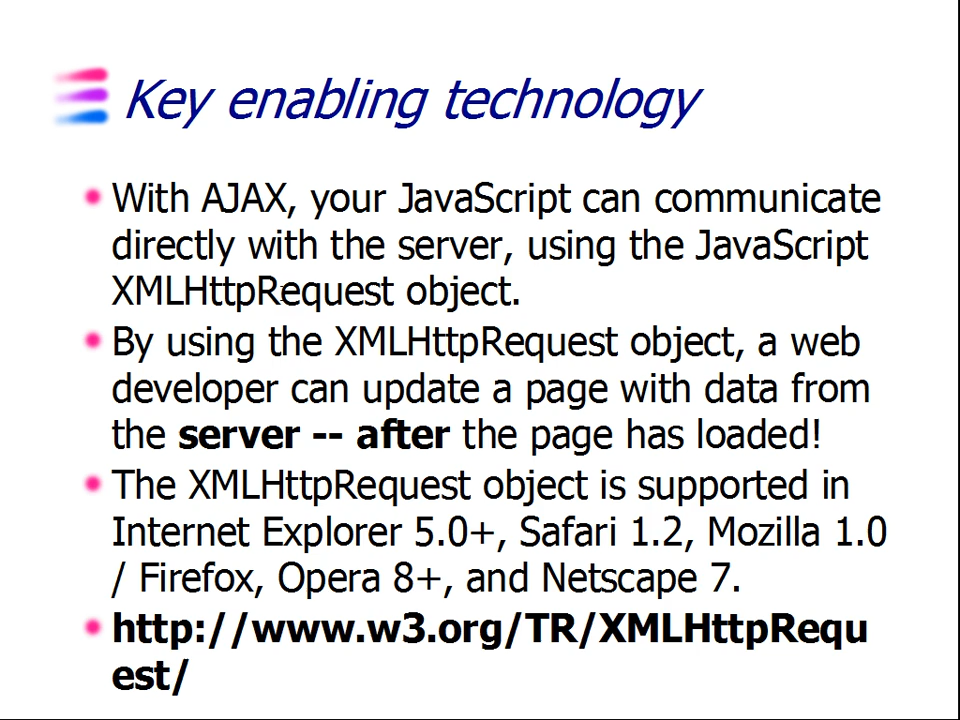 Key enabling technology
With AJAX, your JavaScript can communicate
directly with the server, using the JavaScript
XMLHttpRequest object.
By using the XMLHttpRequest object, a web
developer can update a page with data from
the server -- after the page has loaded!
The XMLHttpRequest object is supported in
Internet Explorer 5.0+, Safari 1.2, Mozilla 1.0
/ Firefox, Opera 8+, and Netscape 7.
http://www.w3.org/TR/XMLHttpRequ
est/